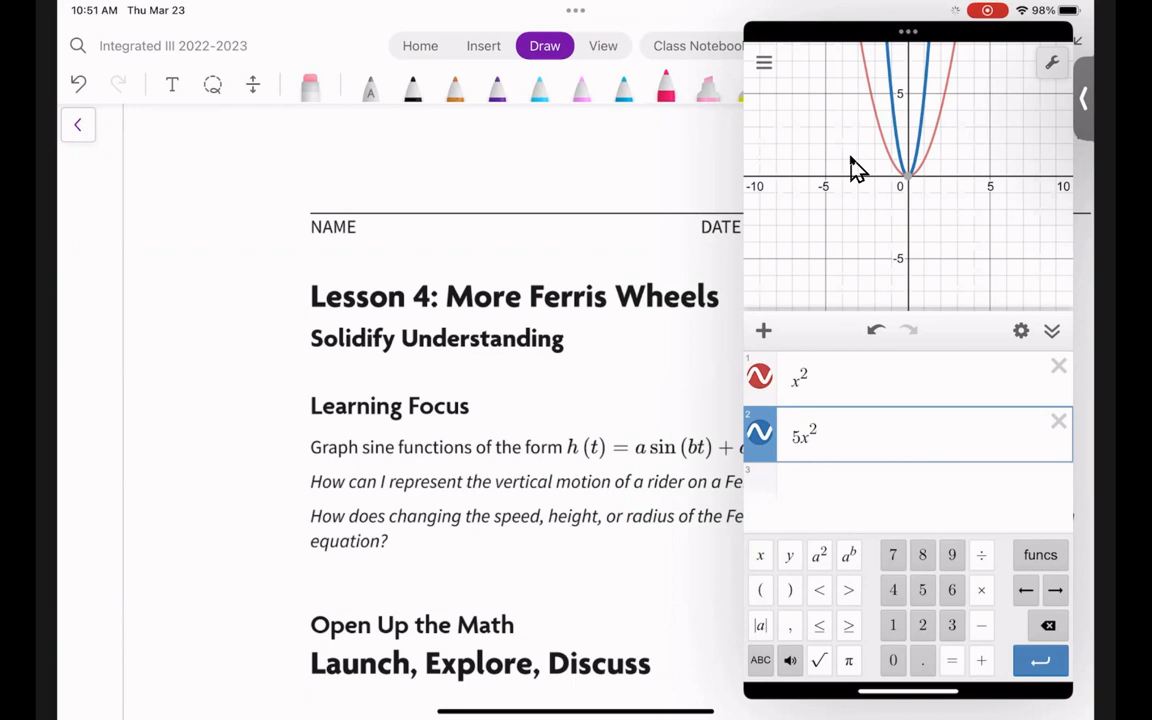 10:51 AM Thu Mar 23
98%
Integrated III 2022-2023
Home Insert Draw View Class Notebook
T
A
NAME DATE
Lesson 4: More Ferris Wheels
Solidify Understanding
Learning Focus
Graph sine functions of the form h (t) = a sin (bt) +
How can I represent the vertical motion of a rider on a Fe
How does changing the speed, height, or radius of the Fe
equation?
Open Up the Math
Launch, Explore, Discuss
5
-10 -5 0 5 10
-5
1
x²
2
5x²
3
x y a² aᵇ 7 8 9 ÷ funcs
( ) < > 4 5 6 × ← →
|a| , ≤ ≥ 1 2 3 −
ABC √ π 0 . = +